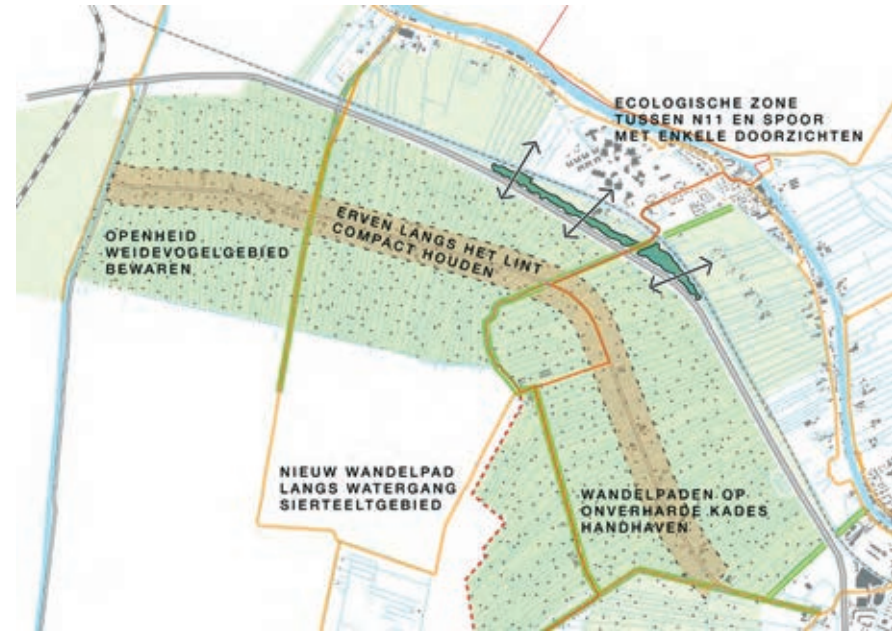 ECOLOGISCHE ZONE
TUSSEN N11 EN SPOOR
MET ENKELE DOORZICHTEN
ERVEN LANGS HET LINT
COMPACT HOUDEN
OPENHEID
WEIDEVOGELGEBIED
BEWAREN
NIEUW WANDELPAD
LANGS WATERGANG
SIERTEELTGEBIED
WANDELPADEN OP
ONVERHARDE KADES
HANDHAVEN